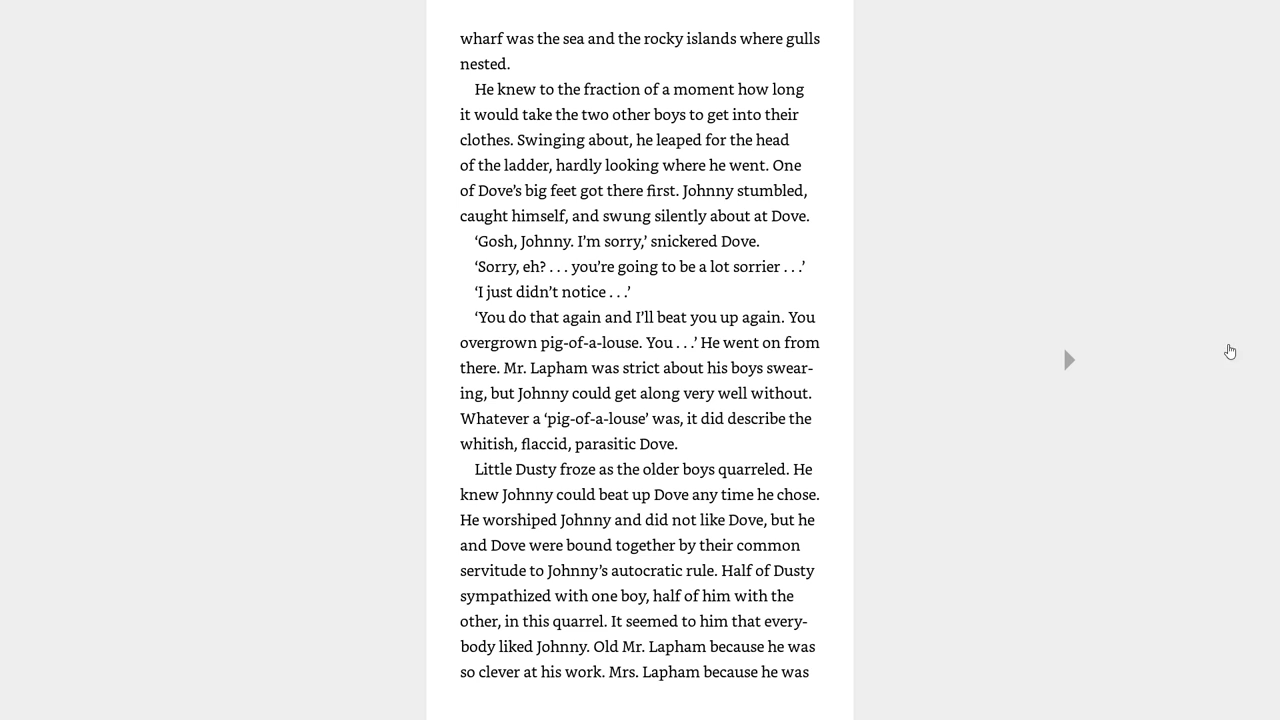 wharf was the sea and the rocky islands where gulls
nested.
He knew to the fraction of a moment how long
it would take the two other boys to get into their
clothes. Swinging about, he leaped for the head
of the ladder, hardly looking where he went. One
of Dove’s big feet got there first. Johnny stumbled,
caught himself, and swung silently about at Dove.
‘Gosh, Johnny. I’m sorry,’ snickered Dove.
‘Sorry, eh? . . . you’re going to be a lot sorrier . . .’
‘I just didn’t notice . . .’
‘You do that again and I’ll beat you up again. You
overgrown pig-of-a-louse. You . . .’ He went on from
there. Mr. Lapham was strict about his boys swear-
ing, but Johnny could get along very well without.
Whatever a ‘pig-of-a-louse’ was, it did describe the
whitish, flaccid, parasitic Dove.
Little Dusty froze as the older boys quarreled. He
knew Johnny could beat up Dove any time he chose.
He worshiped Johnny and did not like Dove, but he
and Dove were bound together by their common
servitude to Johnny’s autocratic rule. Half of Dusty
sympathized with one boy, half of him with the
other, in this quarrel. It seemed to him that every-
body liked Johnny. Old Mr. Lapham because he was
so clever at his work. Mrs. Lapham because he was